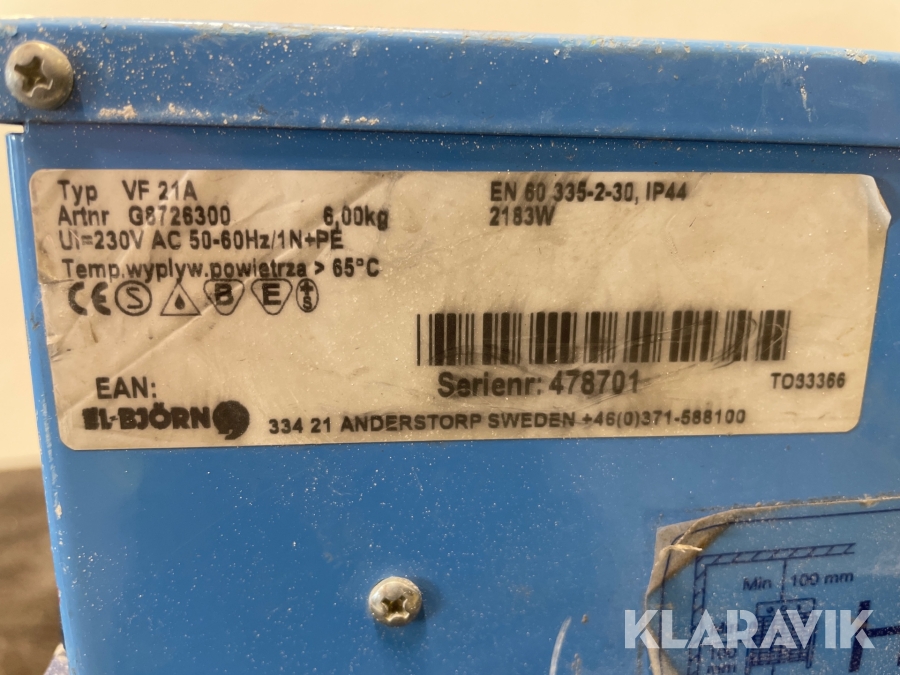 Typ VF 21A EN 60 335-2-30, IP44
Artnr G8726300 6,00kg 2183W
Ui=230V AC 50-60Hz/1N+PE
Temp.wyplyw.powietrza > 65°C
CE S B E +S
EAN:
Serienr: 478701 TO33366
EL-BJÖRN 334 21 ANDERSTORP SWEDEN +46(0)371-588100
Min 100 mm
KLARAVIK